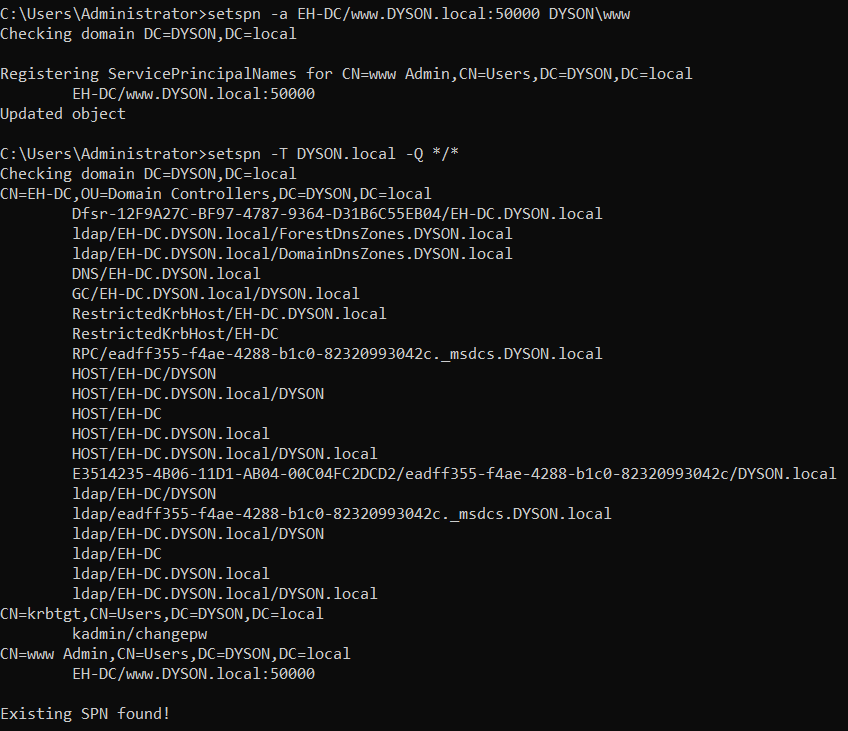 C:\Users\Administrator>setspn -a EH-DC/www.DYSON.local:50000 DYSON\www
Checking domain DC=DYSON,DC=local
Registering ServicePrincipalNames for CN=www Admin,CN=Users,DC=DYSON,DC=local
EH-DC/www.DYSON.local:50000
Updated object
C:\Users\Administrator>setspn -T DYSON.local -Q */*
Checking domain DC=DYSON,DC=local
CN=EH-DC,OU=Domain Controllers,DC=DYSON,DC=local
Dfsr-12F9A27C-BF97-4787-9364-D31B6C55EB04/EH-DC.DYSON.local
ldap/EH-DC.DYSON.local/ForestDnsZones.DYSON.local
ldap/EH-DC.DYSON.local/DomainDnsZones.DYSON.local
DNS/EH-DC.DYSON.local
GC/EH-DC.DYSON.local/DYSON.local
RestrictedKrbHost/EH-DC.DYSON.local
RestrictedKrbHost/EH-DC
RPC/eadff355-f4ae-4288-b1c0-82320993042c._msdcs.DYSON.local
HOST/EH-DC/DYSON
HOST/EH-DC.DYSON.local/DYSON
HOST/EH-DC
HOST/EH-DC.DYSON.local
HOST/EH-DC.DYSON.local/DYSON.local
E3514235-4B06-11D1-AB04-00C04FC2DCD2/eadff355-f4ae-4288-b1c0-82320993042c/DYSON.local
ldap/EH-DC/DYSON
ldap/eadff355-f4ae-4288-b1c0-82320993042c._msdcs.DYSON.local
ldap/EH-DC.DYSON.local/DYSON
ldap/EH-DC
ldap/EH-DC.DYSON.local
ldap/EH-DC.DYSON.local/DYSON.local
CN=krbtgt,CN=Users,DC=DYSON,DC=local
kadmin/changepw
CN=www Admin,CN=Users,DC=DYSON,DC=local
EH-DC/www.DYSON.local:50000
Existing SPN found!